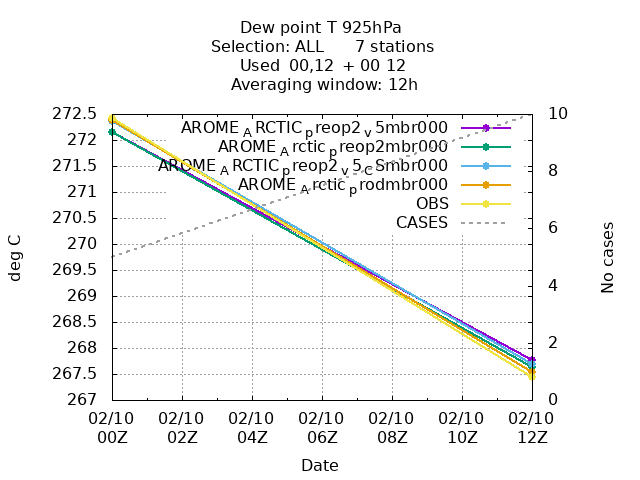 Dew point T 925hPa
Selection: ALL 7 stations
Used 00,12 + 00 12
Averaging window: 12h
272.5
272
271.5
271
270.5
270
269.5
269
268.5
268
267.5
267
10
8
6
4
2
0
AROME_ARCTIC_preop2_v5mbr000
AROME_Arctic_preop2mbr000
AROME_ARCTIC_preop2_v5_C5mbr000
AROME_Arctic_prodmbr000
OBS
CASES
deg C
No cases
02/10 02/10 02/10 02/10 02/10 02/10 02/10
00Z 02Z 04Z 06Z 08Z 10Z 12Z
Date